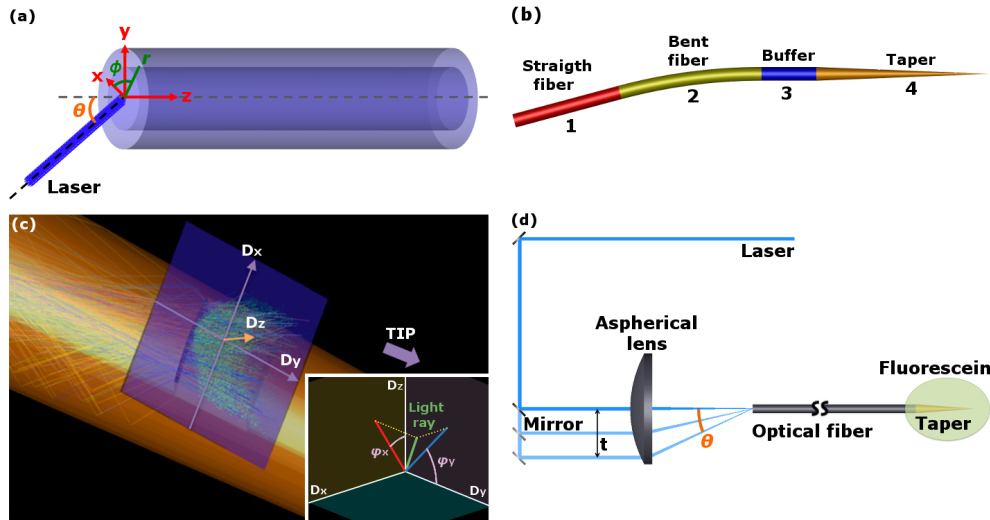 (a)
y
ϕ
r
x
z
θ
Laser
(b)
Straigth
fiber
Bent
fiber
Buffer
Taper
1
2
3
4
(c)
Dx
Dz
Dy
TIP
Dz
Light
ray
φx
φy
Dx
Dy
(d)
Laser
Aspherical
lens
Fluorescein
Mirror
t
θ
Optical fiber
Taper